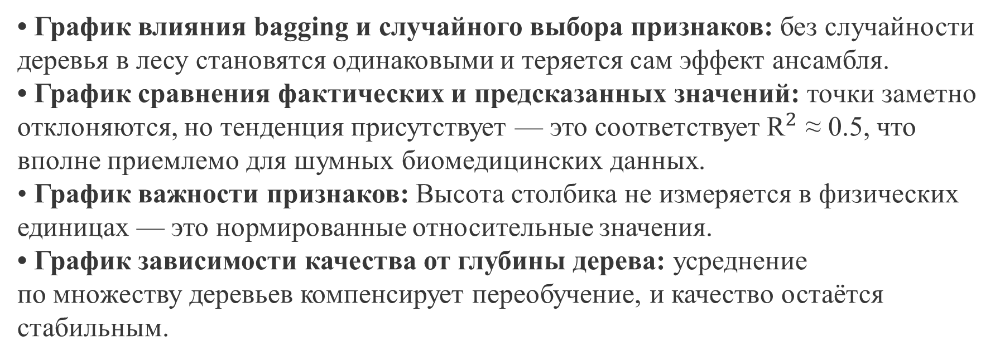 • График влияния bagging и случайного выбора признаков: без случайности
деревья в лесу становятся одинаковыми и теряется сам эффект ансамбля.
• График сравнения фактических и предсказанных значений: точки заметно
отклоняются, но тенденция присутствует — это соответствует R² ≈ 0.5, что
вполне приемлемо для шумных биомедицинских данных.
• График важности признаков: Высота столбика не измеряется в физических
единицах — это нормированные относительные значения.
• График зависимости качества от глубины дерева: усреднение
по множеству деревьев компенсирует переобучение, и качество остаётся
стабильным.